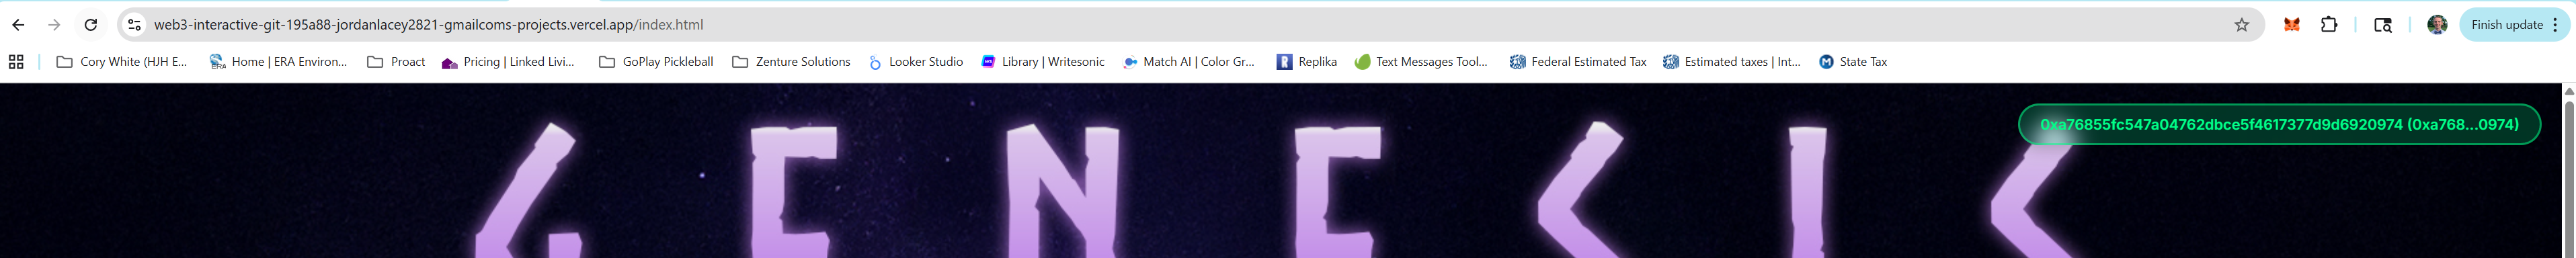 web3-interactive-git-195a88-jordanlacey2821-gmailcoms-projects.vercel.app/index.html
Finish update
Cory White (HJH E...
Home | ERA Environ...
Proact
Pricing | Linked Livi...
GoPlay Pickleball
Zenture Solutions
Looker Studio
Library | Writesonic
Match AI | Color Gr...
Replika
Text Messages Tool...
Federal Estimated Tax
Estimated taxes | Int...
State Tax
0xa76855fc547a04762dbce5f4617377d9d6920974 (0xa768...0974)
GENESIS